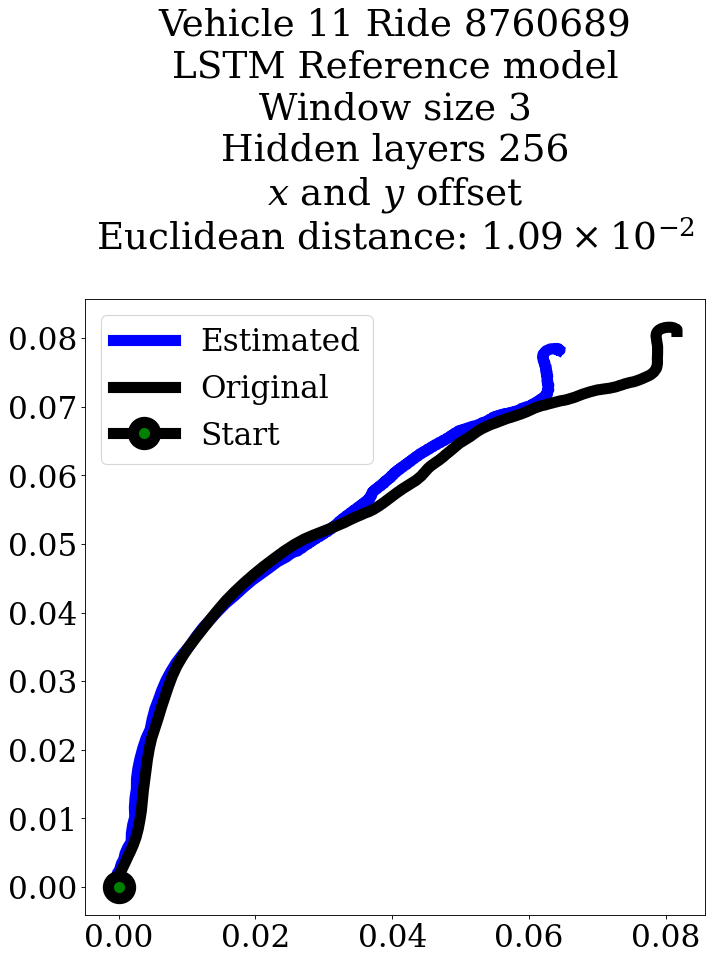 Vehicle 11 Ride 8760689
LSTM Reference model
Window size 3
Hidden layers 256
x and y offset
Euclidean distance: 1.09 × 10⁻²
Estimated
Original
Start
0.08
0.07
0.06
0.05
0.04
0.03
0.02
0.01
0.00
0.00 0.02 0.04 0.06 0.08